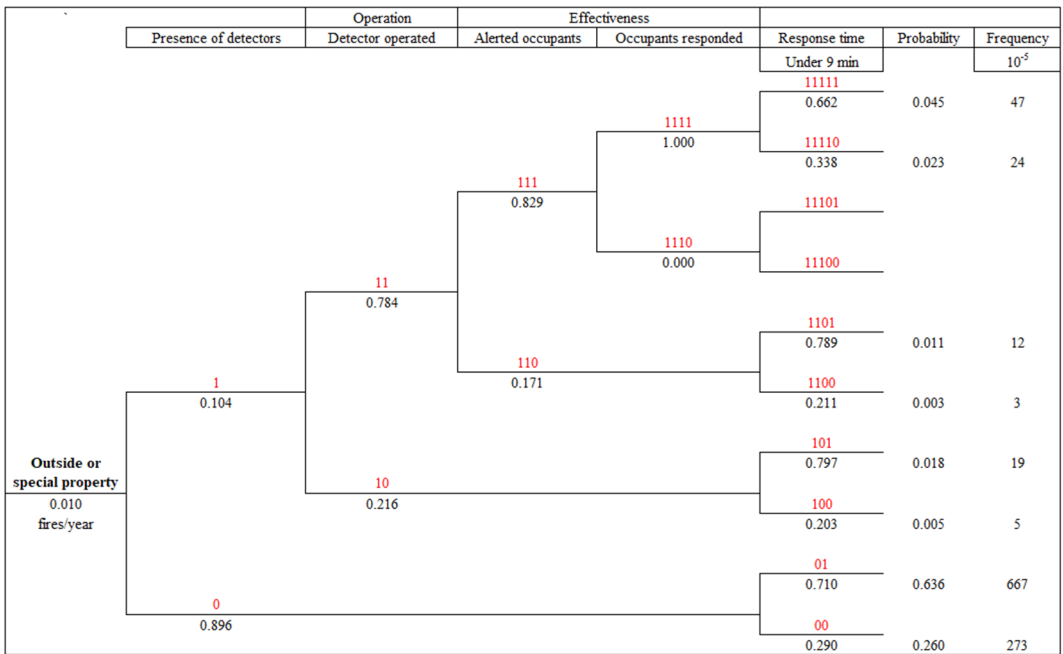 `
Operation Effectiveness
Presence of detectors Detector operated Alerted occupants Occupants responded Response time Probability Frequency
Under 9 min 10⁻⁵
11111
0.662 0.045 47
1111
1.000
11110
0.338 0.023 24
111
0.829
11101
1110
0.000
11100
11
0.784
1101
0.789 0.011 12
110
0.171
1
0.104
1100
0.211 0.003 3
101
0.797 0.018 19
Outside or
special property
10
0.216
0.010
fires/year
100
0.203 0.005 5
01
0.710 0.636 667
0
0.896
00
0.290 0.260 273